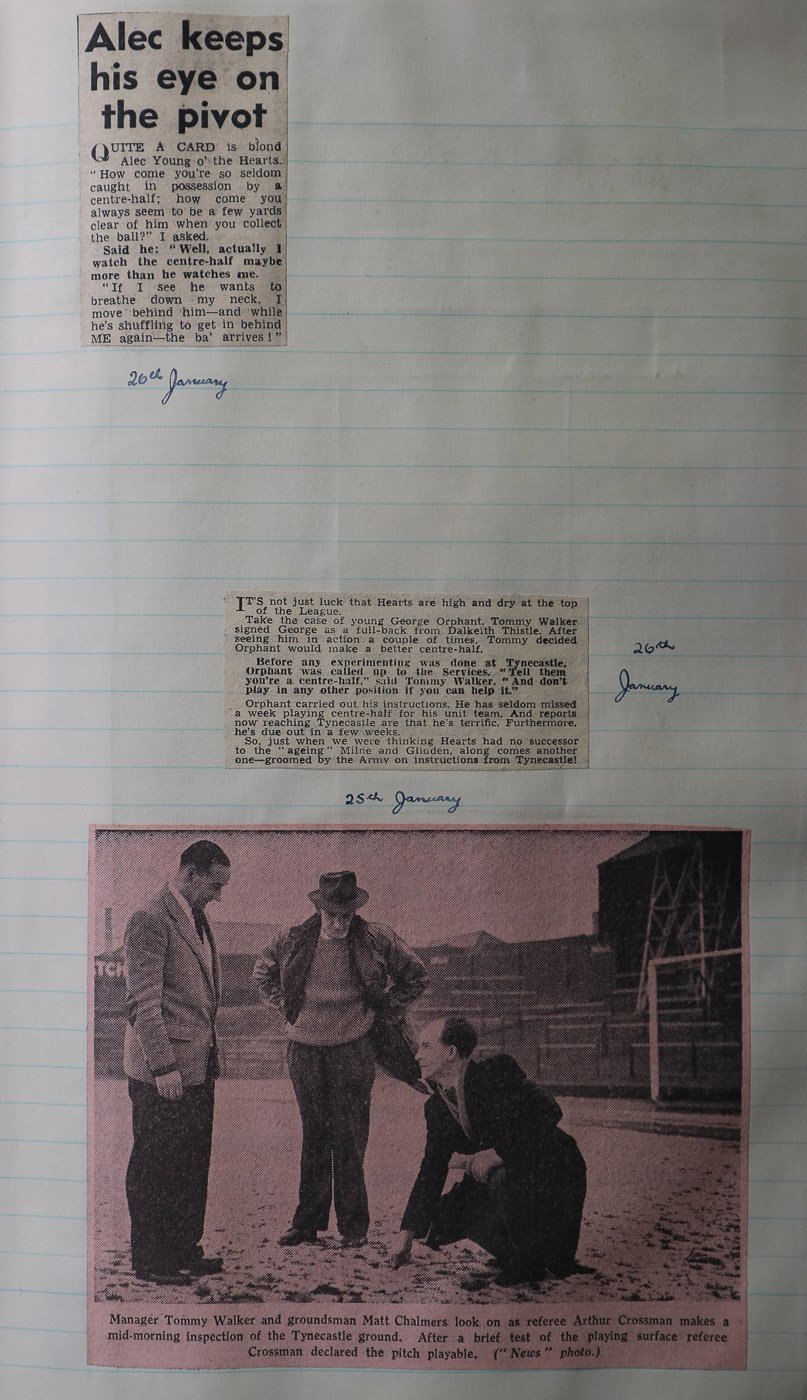 Alec keeps
his eye on
the pivot
QUITE A CARD is blond
Alec Young o' the Hearts.
"How come you're so seldom
caught in possession by a
centre-half; how come you
always seem to be a few yards
clear of him when you collect
the ball?" I asked.
Said he: "Well, actually I
watch the centre-half maybe
more than he watches me.
"If I see he wants to
breathe down my neck, I
move behind him—and while
he's shuffling to get in behind
ME again—the ba' arrives!"
26th January
IT'S not just luck that Hearts are high and dry at the top
of the League.
Take the case of young George Orphant. Tommy Walker
signed George as a full-back from Dalkeith Thistle. After
seeing him in action a couple of times, Tommy decided
Orphant would make a better centre-half.
Before any experimenting was done at Tynecastle,
Orphant was called up to the Services. "Tell them
you're a centre-half," said Tommy Walker. "And don't
play in any other position if you can help it."
Orphant carried out his instructions. He has seldom missed
a week playing centre-half for his unit team. And reports
now reaching Tynecastle are that he's terrific. Furthermore,
he's due out in a few weeks.
So, just when we were thinking Hearts had no successor
to the "ageing" Milne and Glidden, along comes another
one—groomed by the Army on instructions from Tynecastle!
26th
January
25th January
TCH
Manager Tommy Walker and groundsman Matt Chalmers look on as referee Arthur Crossman makes a
mid-morning inspection of the Tynecastle ground. After a brief test of the playing surface referee
Crossman declared the pitch playable. ("News" photo.)